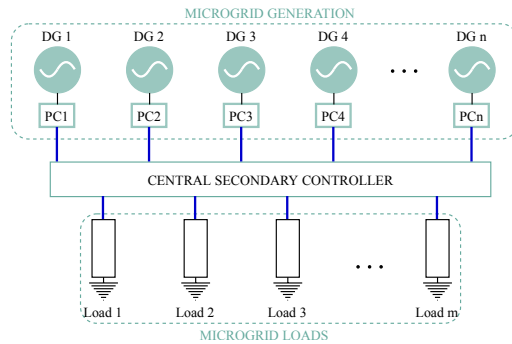 MICROGRID GENERATION
DG 1 DG 2 DG 3 DG 4 DG n
PC1 PC2 PC3 PC4 PCn
CENTRAL SECONDARY CONTROLLER
Load 1 Load 2 Load 3 Load m
MICROGRID LOADS